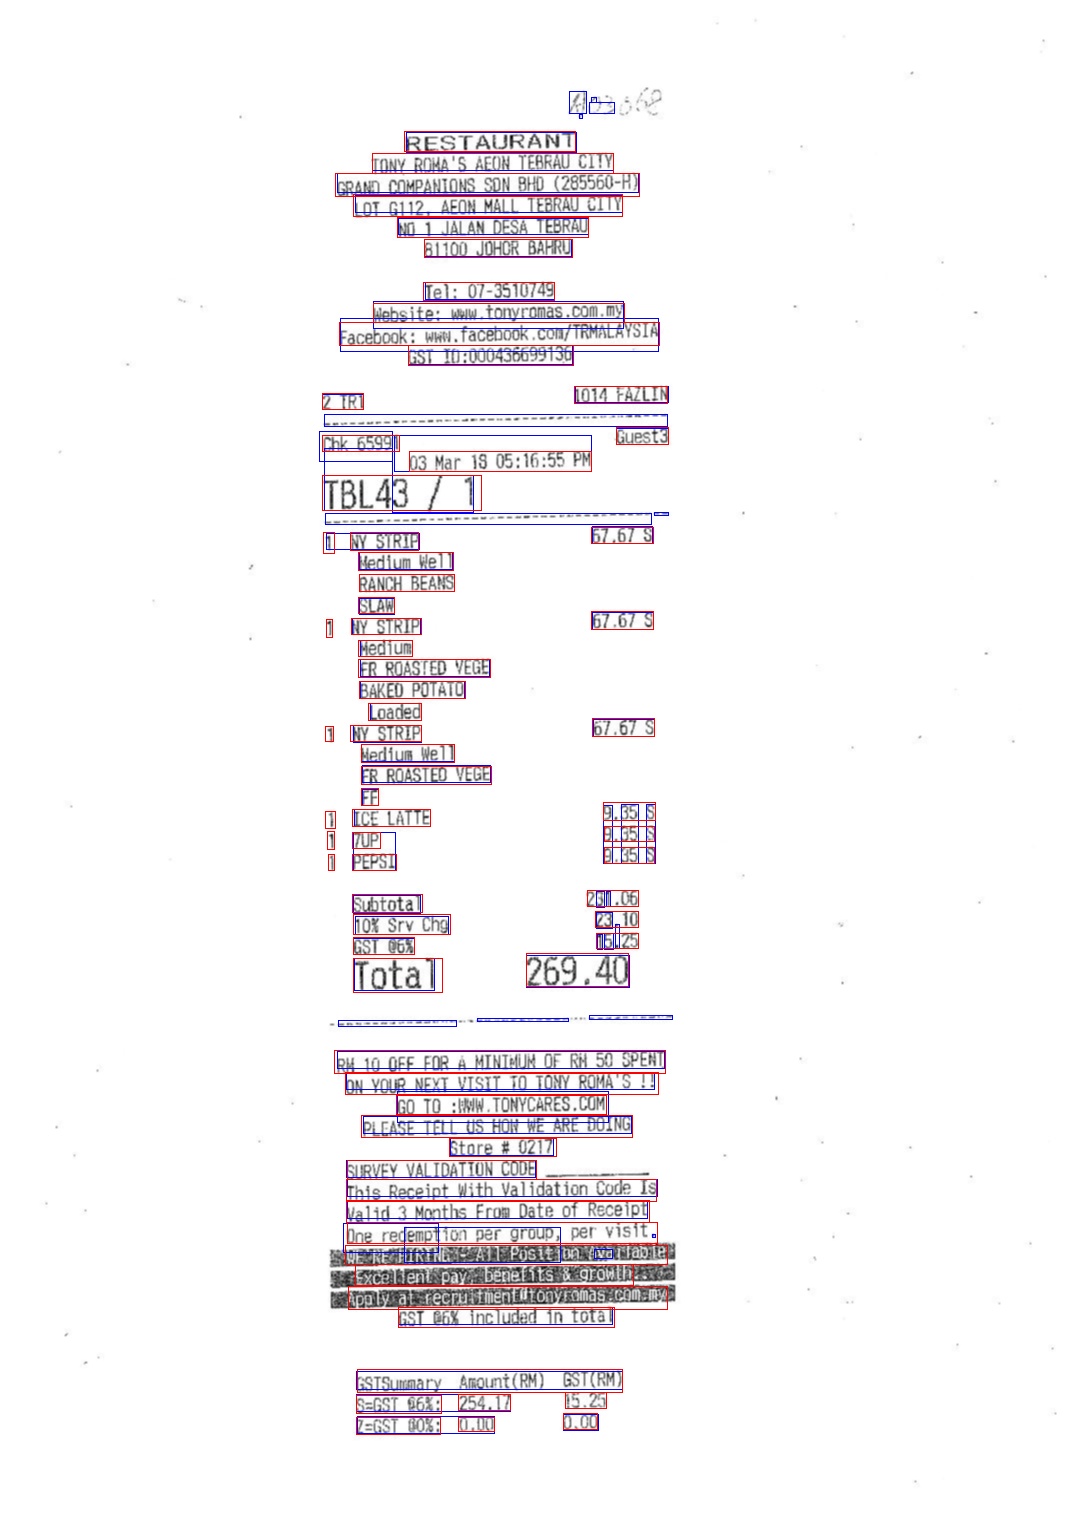 RESTAURANT
TONY ROMA'S AEON TEBRAU CITY
GRAND COMPANIONS SDN BHD (285560-H)
LOT G112, AEON MALL TEBRAU CITY
NO 1 JALAN DESA TEBRAU
81100 JOHOR BAHRU
Tel: 07-3510749
Website: www.tonyromas.com.my
Facebook: www.facebook.com/TRMALAYSIA
GST ID:000436699136
2 TR1 1014 FAZLIN
Chk 6599 Guest3
03 Mar 18 05:16:55 PM
TBL43 / 1
1 NY STRIP 67.67 S
Medium Well
RANCH BEANS
SLAW
1 NY STRIP 67.67 S
Medium
FR ROASTED VEGE
BAKED POTATO
Loaded
1 NY STRIP 67.67 S
Medium Well
FR ROASTED VEGE
FF
1 ICE LATTE 9.35 S
1 7UP 9.35 S
1 PEPSI 9.35 S
Subtotal 231.06
10% Srv Chg 23.10
GST @6% 15.25
Total 269.40
RM 10 OFF FOR A MINIMUM OF RM 50 SPENT
ON YOUR NEXT VISIT TO TONY ROMA'S !!
GO TO :WWW.TONYCARES.COM
PLEASE TELL US HOW WE ARE DOING
Store # 0217
SURVEY VALIDATION CODE __________
This Receipt With Validation Code Is
Valid 3 Months From Date of Receipt
One redemption per group, per visit.
WE'RE HIRING - All Position Available
Excellent pay, benefits & growth
Apply at recruitment@tonyromas.com.my
GST @6% included in total
GSTSummary Amount(RM) GST(RM)
S=GST @6%: 254.17 15.25
Z=GST @0%: 0.00 0.00